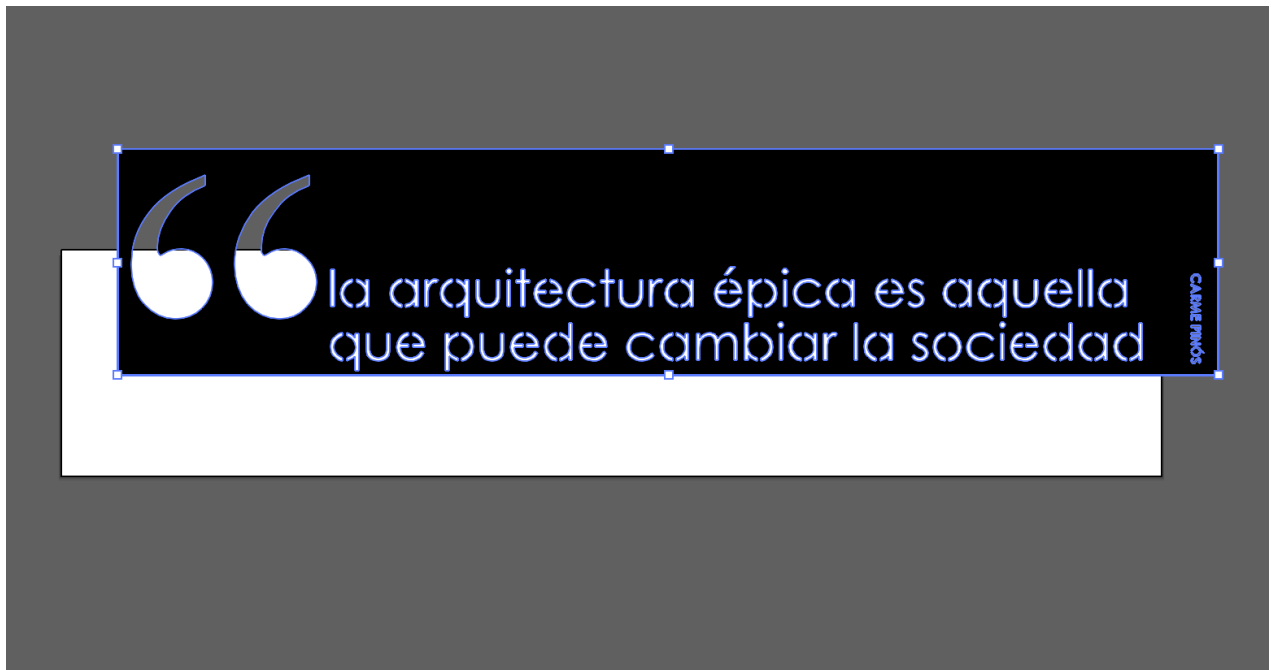 “
la arquitectura épica es aquella
que puede cambiar la sociedad
CARME PINÓS